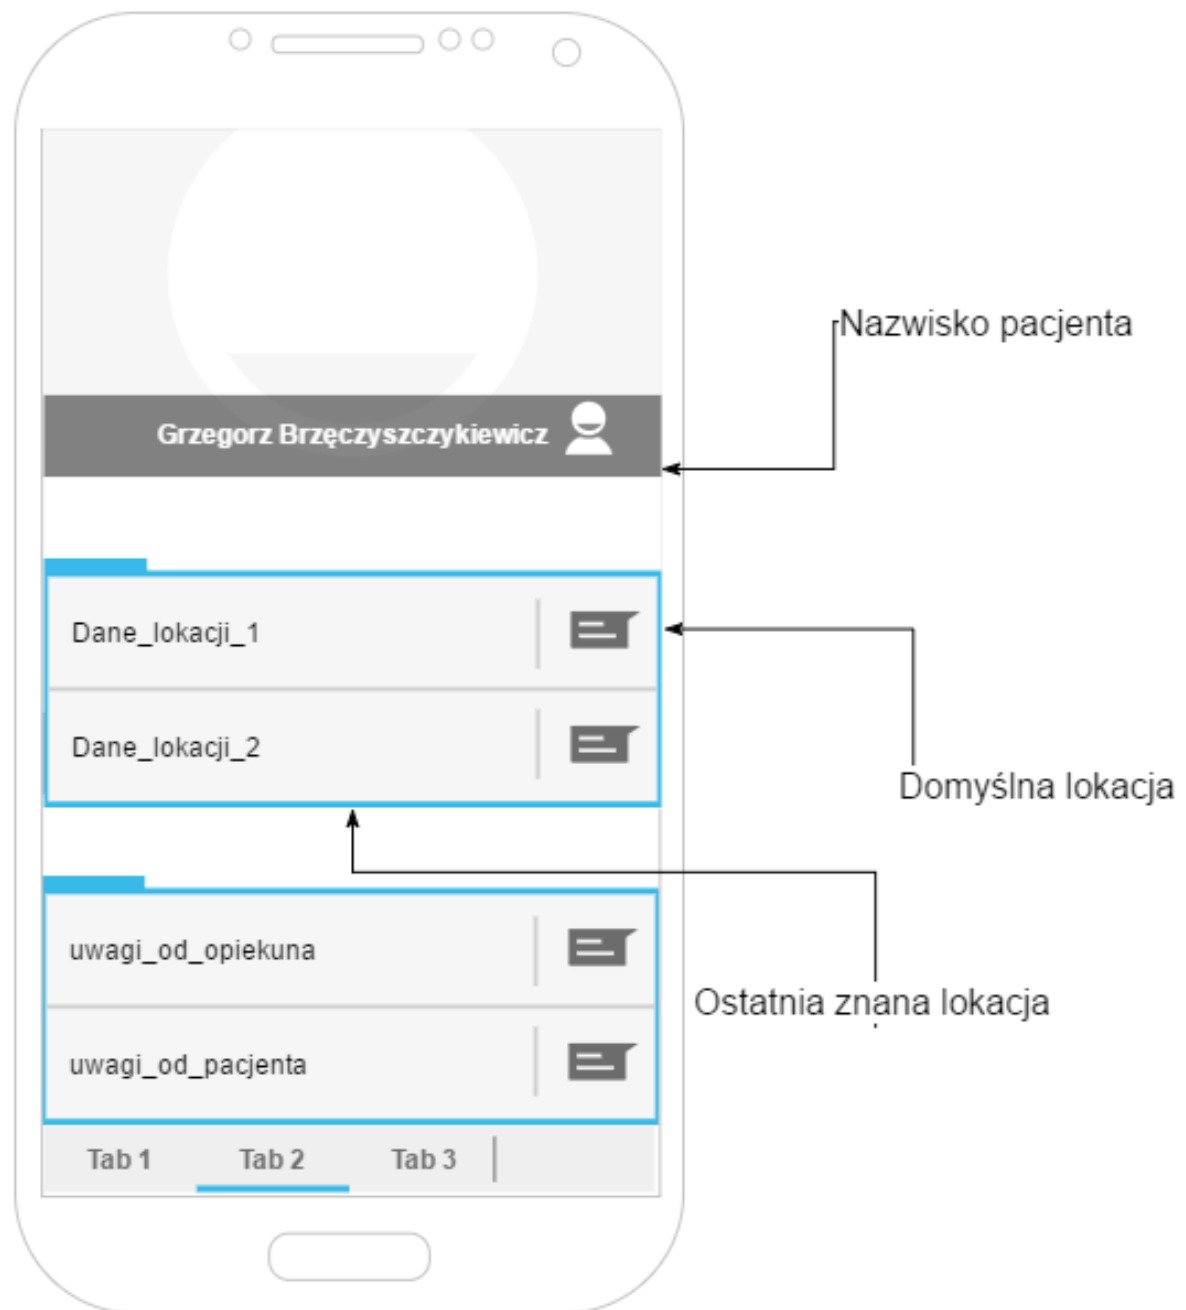 Nazwisko pacjenta
Grzegorz Brzęczyszczykiewicz
Dane_lokacji_1
Dane_lokacji_2
Domyślna lokacja
uwagi_od_opiekuna
Ostatnia znana lokacja
uwagi_od_pacjenta
Tab 1 Tab 2 Tab 3